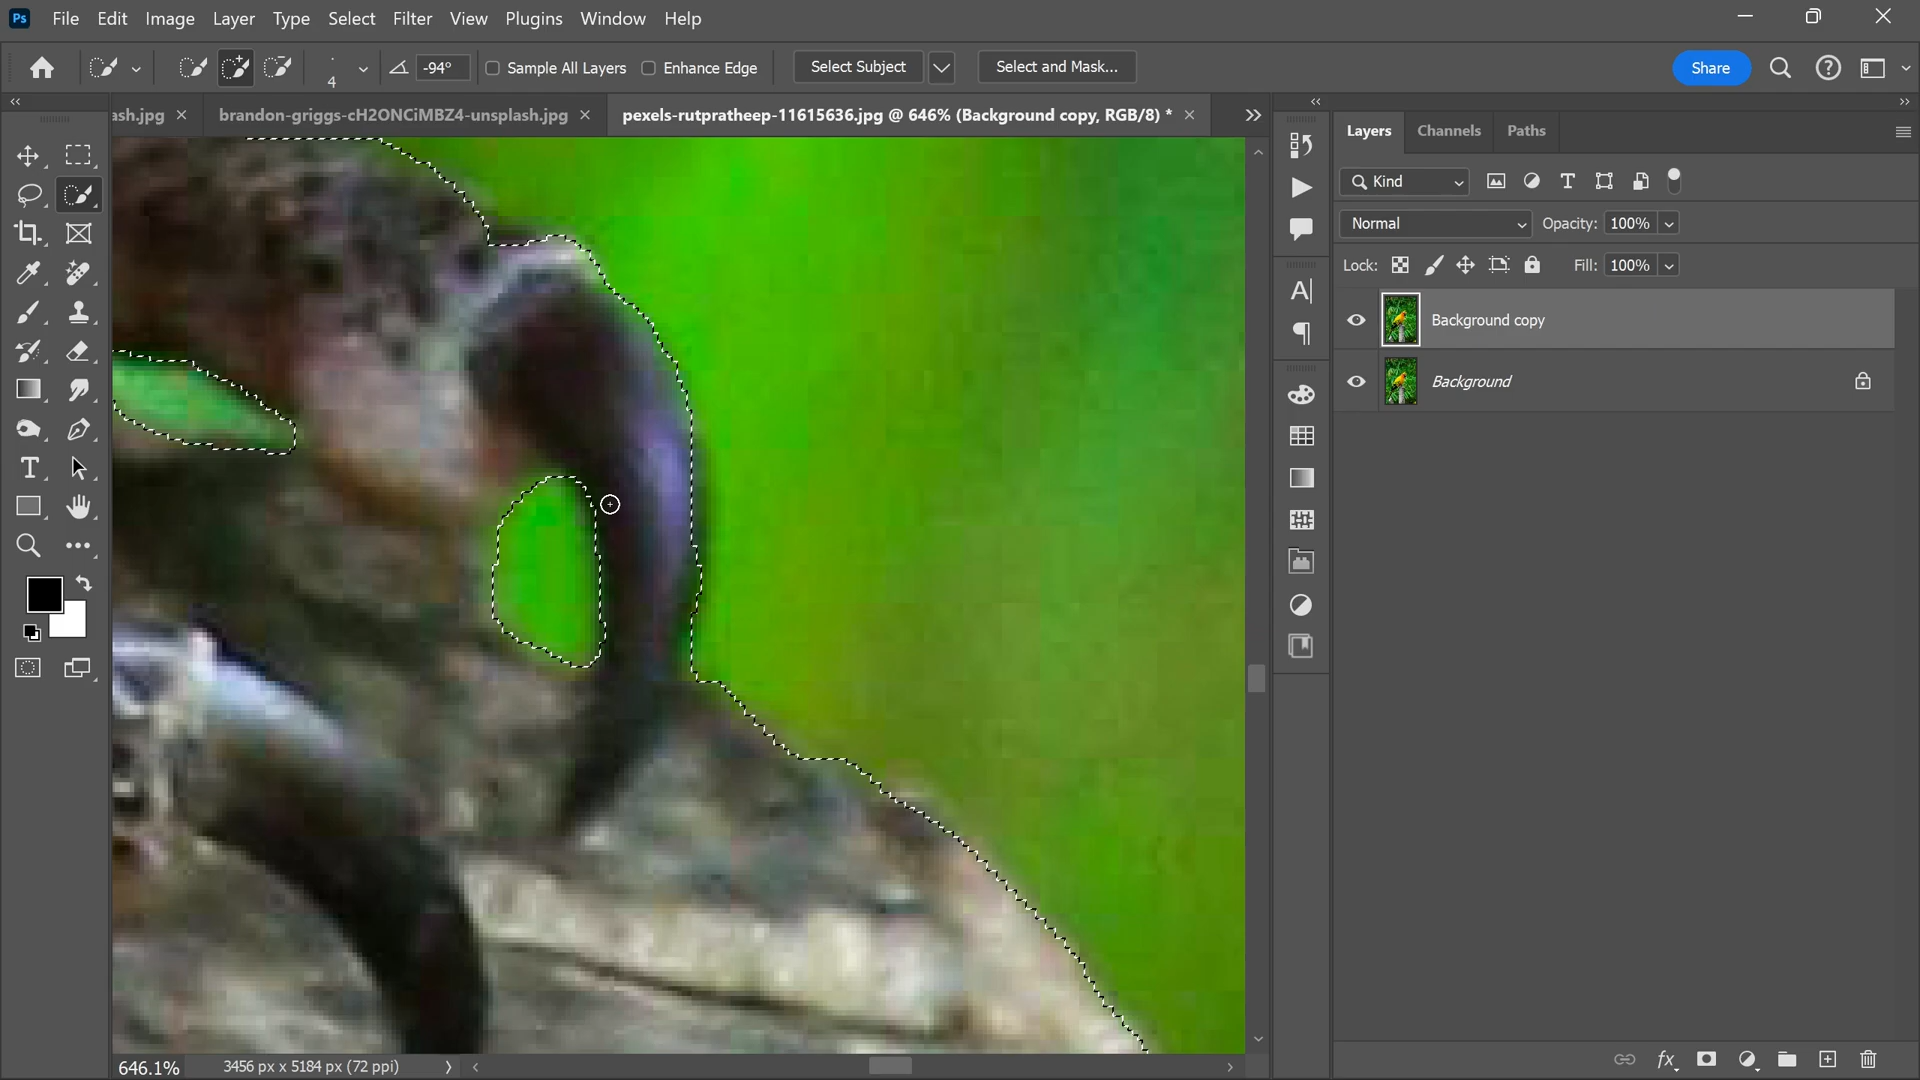 Ps File Edit Image Layer Select Type Select Filter View Plugins Window Help
4 -94° Sample All Layers Enhance Edge Select Subject Select and Mask... Share
ash.jpg × brandon-griggs-cH2ONCiMBZ4-unsplash.jpg × pexels-rutpratheep-11615636.jpg @ 646% (Background copy, RGB/8) * ×
Layers Channels Paths
Kind
Normal Opacity: 100%
Lock: Fill: 100%
Background copy
Background
646.1% 3456 px x 5184 px (72 ppi)